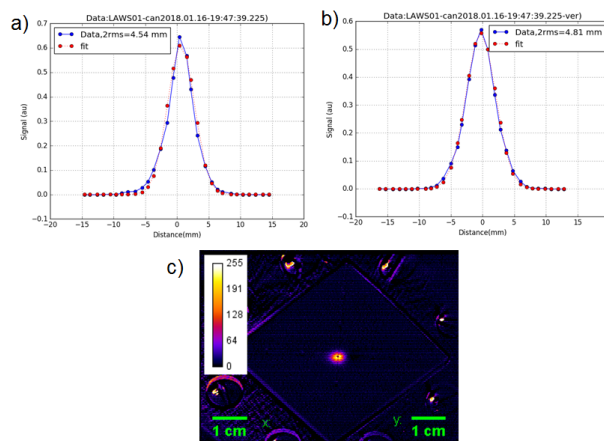 a)
Data:LAWS01-can2018.01.16-19:47:39.225)
Data,2rms=4.54 mm
fit
Signal (au)
0.7
0.6
0.5
0.4
0.3
0.2
0.1
0.0
−0.1
−20 −15 −10 −5 0 5 10 15 20
Distance(mm)
b)
Data:LAWS01-can2018.01.16-19:47:39.225-ver)
Data,2rms=4.81 mm
fit
Signal (au)
0.6
0.5
0.4
0.3
0.2
0.1
0.0
−0.1
−20 −15 −10 −5 0 5 10 15
Distance(mm)
c)
255
191
128
64
0
1 cm
x:
y:
1 cm